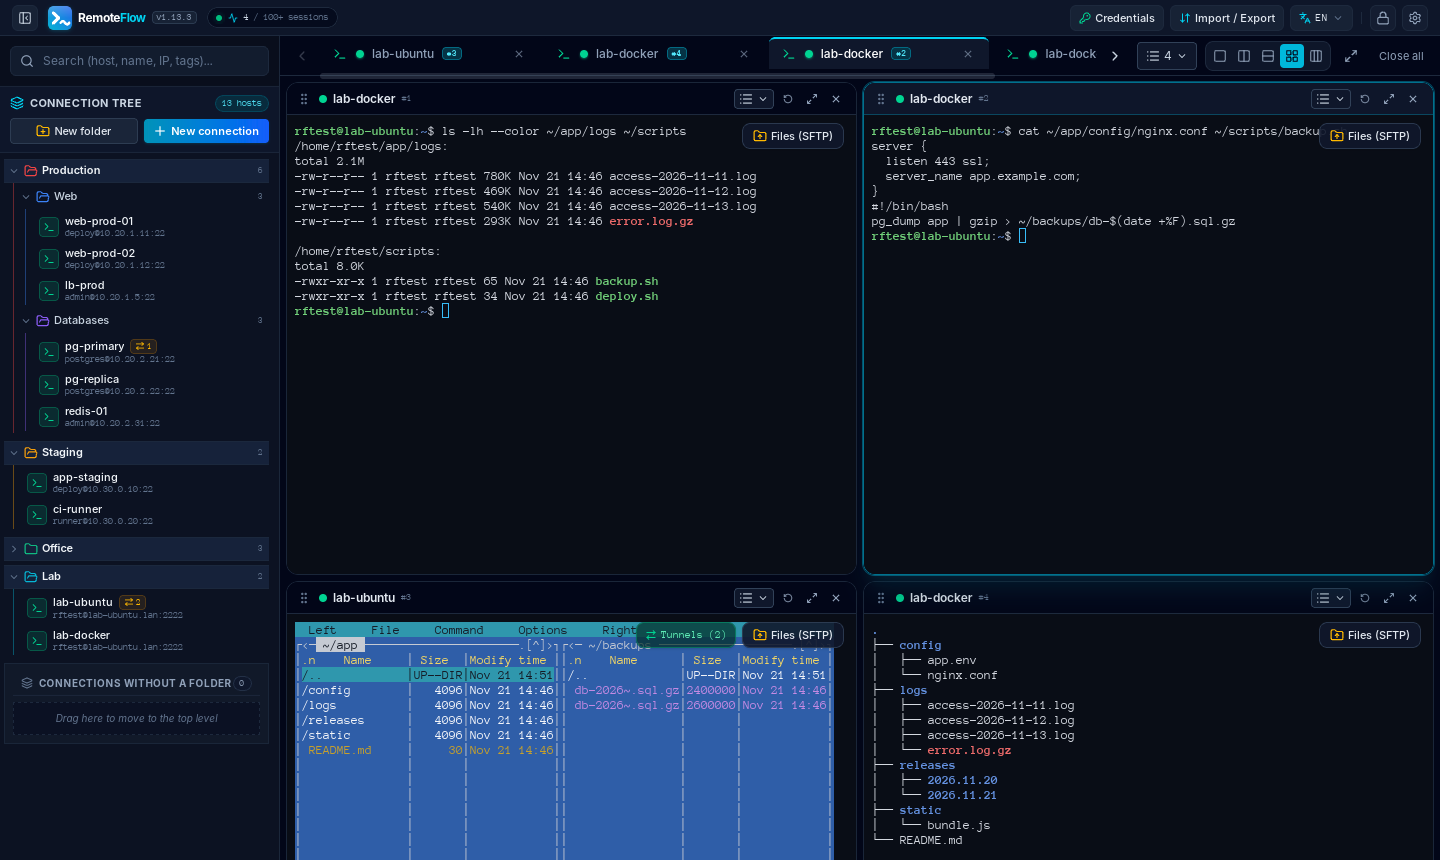 RemoteFlow v1.13.3 4 / 100+ sessions Credentials Import / Export EN
Search (host, name, IP, tags)...
CONNECTION TREE 13 hosts
New folder New connection
Production 6
Web 3
web-prod-01
deploy@10.20.1.11:22
web-prod-02
deploy@10.20.1.12:22
lb-prod
admin@10.20.1.5:22
Databases 3
pg-primary 1
postgres@10.20.2.21:22
pg-replica
postgres@10.20.2.22:22
redis-01
admin@10.20.2.31:22
Staging 2
app-staging
deploy@10.30.0.10:22
ci-runner
runner@10.30.0.20:22
Office 3
Lab 2
lab-ubuntu 2
rftest@lab-ubuntu.lan:2222
lab-docker
rftest@lab-ubuntu.lan:2222
CONNECTIONS WITHOUT A FOLDER 0
Drag here to move to the top level
lab-ubuntu #3 lab-docker #4 lab-docker #2 lab-dock 4 Close all
lab-docker #1
Files (SFTP)
rftest@lab-ubuntu:~$ ls -lh --color ~/app/logs ~/scripts
/home/rftest/app/logs:
total 2.1M
-rw-r--r-- 1 rftest rftest 780K Nov 21 14:46 access-2026-11-11.log
-rw-r--r-- 1 rftest rftest 469K Nov 21 14:46 access-2026-11-12.log
-rw-r--r-- 1 rftest rftest 540K Nov 21 14:46 access-2026-11-13.log
-rw-r--r-- 1 rftest rftest 293K Nov 21 14:46 error.log.gz
/home/rftest/scripts:
total 8.0K
-rwxr-xr-x 1 rftest rftest 65 Nov 21 14:46 backup.sh
-rwxr-xr-x 1 rftest rftest 34 Nov 21 14:46 deploy.sh
rftest@lab-ubuntu:~$
lab-docker #2
Files (SFTP)
rftest@lab-ubuntu:~$ cat ~/app/config/nginx.conf ~/scripts/backup
server {
listen 443 ssl;
server_name app.example.com;
}
#!/bin/bash
pg_dump app | gzip > ~/backups/db-$(date +%F).sql.gz
rftest@lab-ubuntu:~$
lab-ubuntu #3
Left File Command Options Right
Tunnels (2) Files (SFTP)
~/app .[^]> ~/backups
.n Name Size Modify time .n Name Size Modify time
/.. UP--DIR Nov 21 14:51 /.. UP--DIR Nov 21 14:51
/config 4096 Nov 21 14:46 db-2026~.sql.gz 2400000 Nov 21 14:46
/logs 4096 Nov 21 14:46 db-2026~.sql.gz 2600000 Nov 21 14:46
/releases 4096 Nov 21 14:46
/static 4096 Nov 21 14:46
README.md 30 Nov 21 14:46
lab-docker #4
Files (SFTP)
.
├── config
│   ├── app.env
│   └── nginx.conf
├── logs
│   ├── access-2026-11-11.log
│   ├── access-2026-11-12.log
│   ├── access-2026-11-13.log
│   └── error.log.gz
├── releases
│   ├── 2026.11.20
│   └── 2026.11.21
├── static
│   └── bundle.js
└── README.md